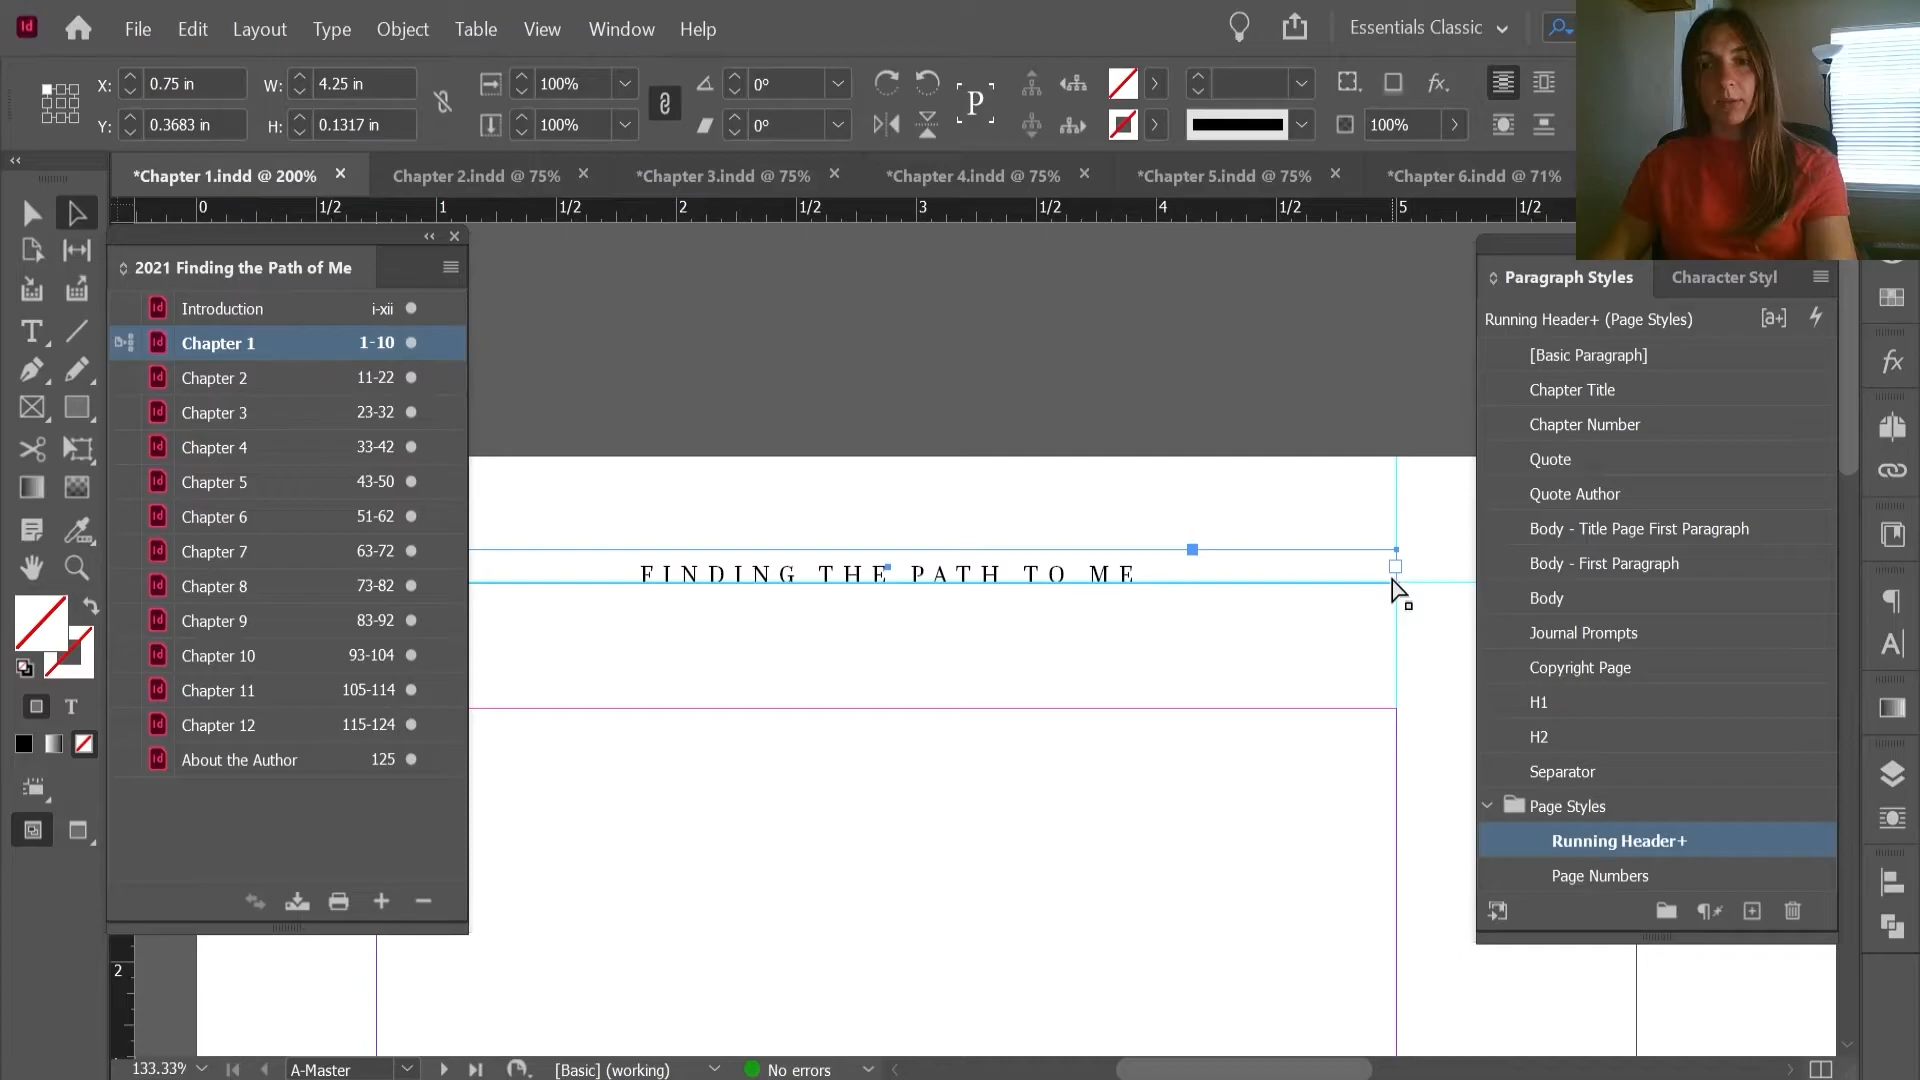 Id
File Edit Layout Type Object Table View Window Help
Essentials Classic
X: 0.75 in W: 4.25 in 100% 0°
Y: 0.3683 in H: 0.1317 in 100% 0° P fx. 100%
*Chapter 1.indd @ 200% × Chapter 2.indd @ 75% × *Chapter 3.indd @ 75% × *Chapter 4.indd @ 75% × *Chapter 5.indd @ 75% × *Chapter 6.indd @ 71%
0 1/2 1 1/2 2 1/2 3 1/2 4 1/2 5 1/2
2021 Finding the Path of Me
Introduction i-xii
Chapter 1 1-10
Chapter 2 11-22
Chapter 3 23-32
Chapter 4 33-42
Chapter 5 43-50
Chapter 6 51-62
Chapter 7 63-72
Chapter 8 73-82
Chapter 9 83-92
Chapter 10 93-104
Chapter 11 105-114
Chapter 12 115-124
About the Author 125
FINDING THE PATH TO ME
Paragraph Styles Character Styl
Running Header+ (Page Styles) [a+]
[Basic Paragraph]
Chapter Title
Chapter Number
Quote
Quote Author
Body - Title Page First Paragraph
Body - First Paragraph
Body
Journal Prompts
Copyright Page
H1
H2
Separator
Page Styles
Running Header+
Page Numbers
2
133.33% A-Master [Basic] (working) No errors